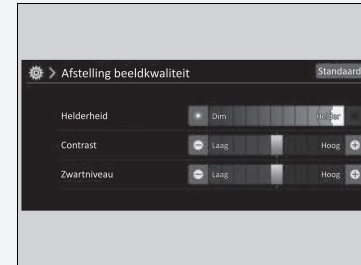 Afstelling beeldkwaliteit
Standaard
Helderheid
Dim
Helder
Contrast
Laag
Hoog
Zwartniveau
Laag
Hoog